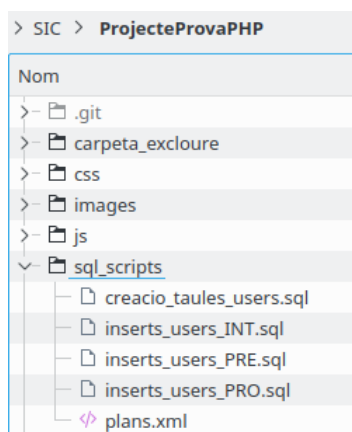 > SIC > ProjecteProvaPHP
Nom
.git
carpeta_excloure
css
images
js
sql_scripts
creacio_taules_users.sql
inserts_users_INT.sql
inserts_users_PRE.sql
inserts_users_PRO.sql
plans.xml